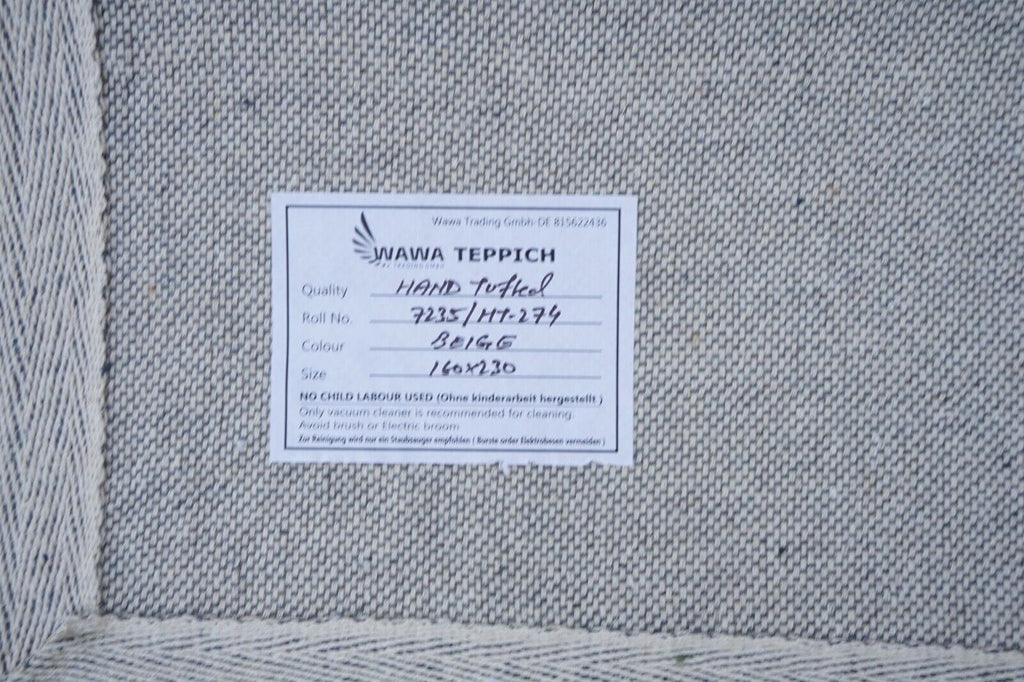 Wawa Trading Gmbh-DE 815622436
WAWA TEPPICH
Quality HAND Tufted
Roll No. 7235/HT-274
Colour BEIGE
Size 160x230
NO CHILD LABOUR USED (Ohne kinderarbeit hergestellt )
Only vacuum cleaner is recommended for cleaning.
Avoid brush or Electric broom
Zur Reinigung wird nur ein Staubsauger empfohlen ( Burste order Elektrobesen vermeiden )